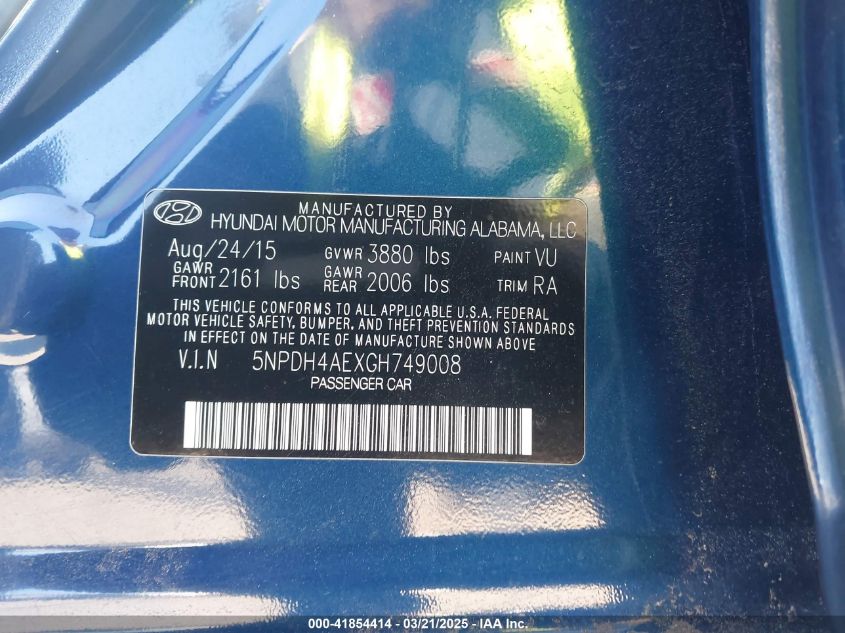 MANUFACTURED BY
HYUNDAI MOTOR MANUFACTURING ALABAMA, LLC
Aug/24/15 GVWR 3880 lbs PAINT VU
GAWR FRONT 2161 lbs GAWR REAR 2006 lbs TRIM RA
THIS VEHICLE CONFORMS TO ALL APPLICABLE U.S.A. FEDERAL
MOTOR VEHICLE SAFETY, BUMPER, AND THEFT PREVENTION STANDARDS
IN EFFECT ON THE DATE OF MANUFACTURE SHOWN ABOVE
V.I.N 5NPDH4AEXGH749008
PASSENGER CAR
000-41854414 - 03/21/2025 - IAA Inc.